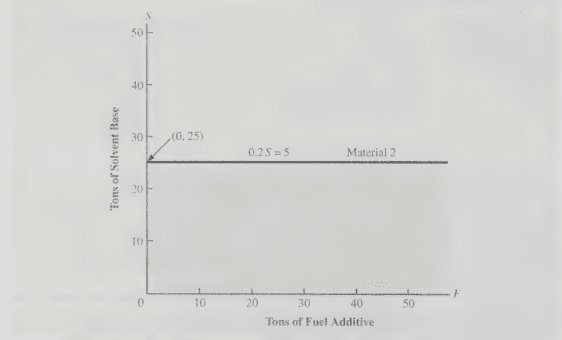 S
50
40
Tons of Solvent Base
30
(0, 25)
0.2S = 5
Material 2
20
10
0
10
20
30
40
50
F
Tons of Fuel Additive